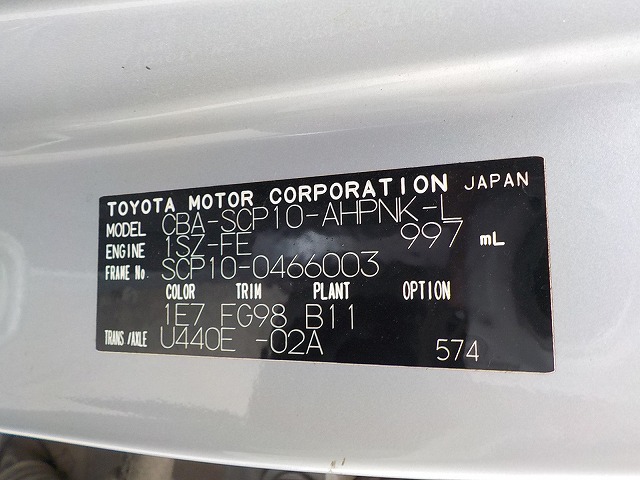 TOYOTA MOTOR CORPORATION JAPAN
MODEL CBA-SCP10-AHPNK-L
ENGINE 1SZ-FE 997 mL
FRAME No. SCP10-0466003
COLOR TRIM PLANT OPTION
1E7 FG98 B11
TRANS/AXLE U440E -02A 574